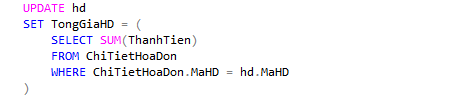 UPDATE hd
SET TongGiaHD = (
    SELECT SUM(ThanhTien)
    FROM ChiTietHoaDon
    WHERE ChiTietHoaDon.MaHD = hd.MaHD
)